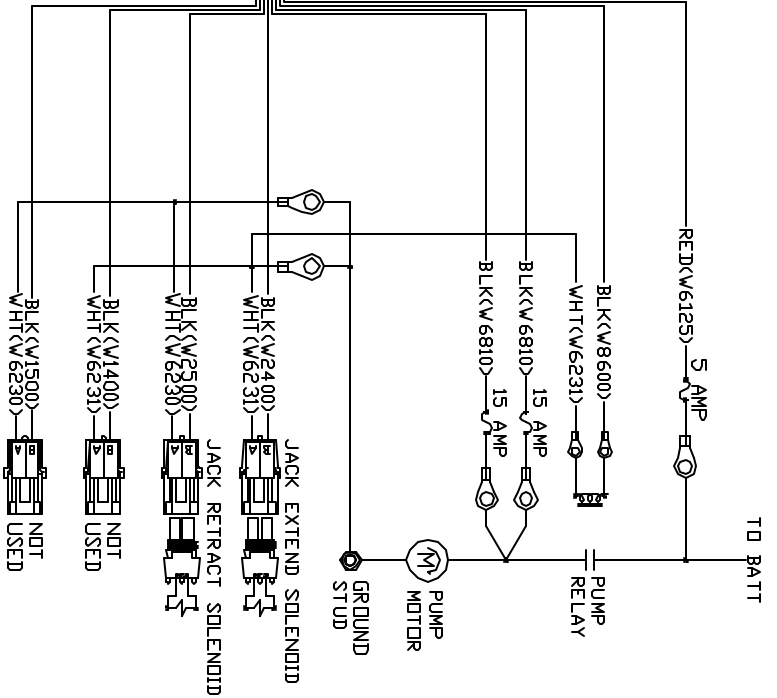 RED(W6125)
5 AMP
TO BATT
BLK(W8600)
WHT(W6231)
PUMP
RELAY
BLK(W6810)
15 AMP
BLK(W6810)
15 AMP
PUMP
MOTOR
GROUND
STUD
BLK(W2400)
WHT(W6231)
B
A
JACK EXTEND SOLENOID
BLK(W2500)
WHT(W6230)
B
A
JACK RETRACT SOLENOID
BLK(W1400)
WHT(W6231)
B
A
NOT
USED
BLK(W1500)
WHT(W6230)
B
A
NOT
USED
M